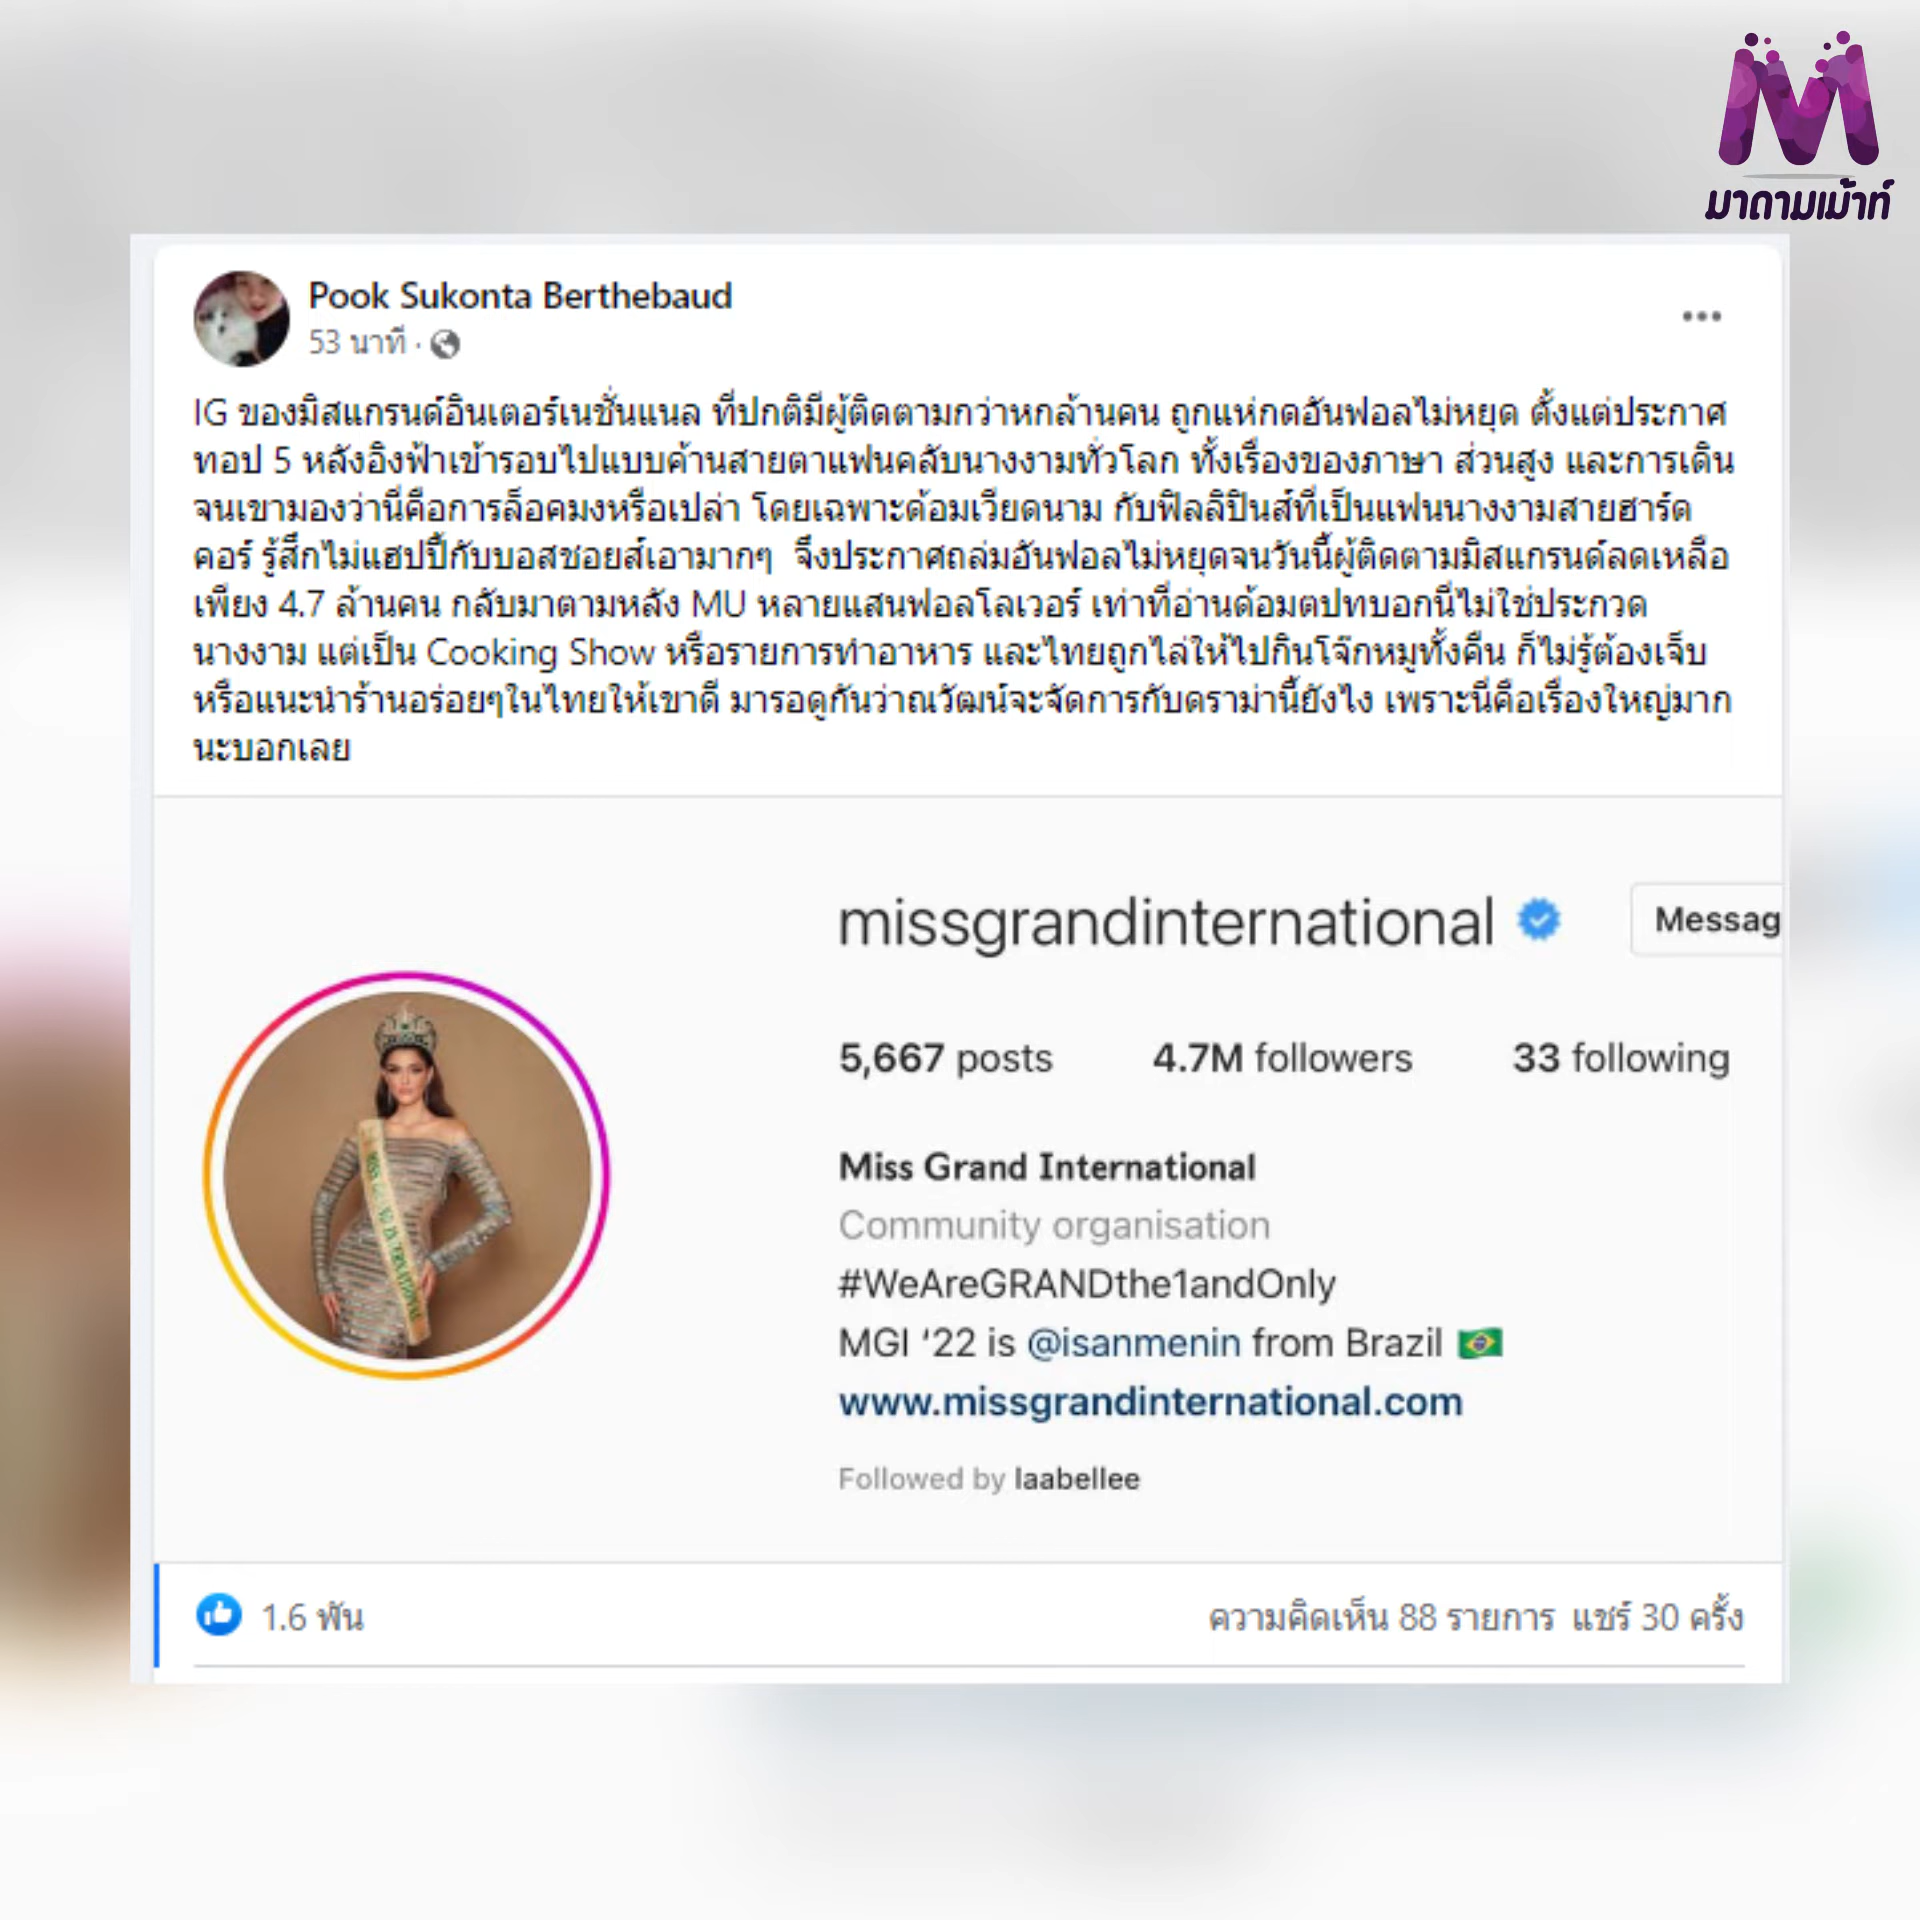 มาดามเม้าท์
Pook Sukonta Berthebaud
53 นาที ·
IG ของมิสแกรนด์อินเตอร์เนชั่นแนล ที่ปกติมีผู้ติดตามกว่าหกล้านคน ถูกแห่กดอันฟอลไม่หยุด ตั้งแต่ประกาศ
ทอป 5 หลังอิงฟ้าเข้ารอบไปแบบค้านสายตาแฟนคลับนางงามทั่วโลก ทั้งเรื่องของภาษา ส่วนสูง และการเดิน
จนเขามองว่านี่คือการล็อคมงหรือเปล่า โดยเฉพาะด้อมเวียดนาม กับฟิลลิปินส์ที่เป็นแฟนนางงามสายฮาร์ด
คอร์ รู้สึกไม่แฮปปี้กับบอสชอยส์เอามากๆ จึงประกาศถล่มอันฟอลไม่หยุดจนวันนี้ผู้ติดตามมิสแกรนด์ลดเหลือ
เพียง 4.7 ล้านคน กลับมาตามหลัง MU หลายแสนฟอลโลเวอร์ เท่าที่อ่านด้อมตปทบอกนี่ไม่ใช่ประกวด
นางงาม แต่เป็น Cooking Show หรือรายการทำอาหาร และไทยถูกไล่ให้ไปกินโจ๊กหมูทั้งคืน ก็ไม่รู้ต้องเจ็บ
หรือแนะนำร้านอร่อยๆในไทยให้เขาดี มารอดูกันว่าณวัฒน์จะจัดการกับดราม่านี้ยังไง เพราะนี่คือเรื่องใหญ่มาก
นะบอกเลย
missgrandinternational
Messag
5,667 posts 4.7M followers 33 following
Miss Grand International
Community organisation
#WeAreGRANDthe1andOnly
MGI '22 is @isanmenin from Brazil 🇧🇷
www.missgrandinternational.com
Followed by laabellee
1.6 พัน
ความคิดเห็น 88 รายการ แชร์ 30 ครั้ง